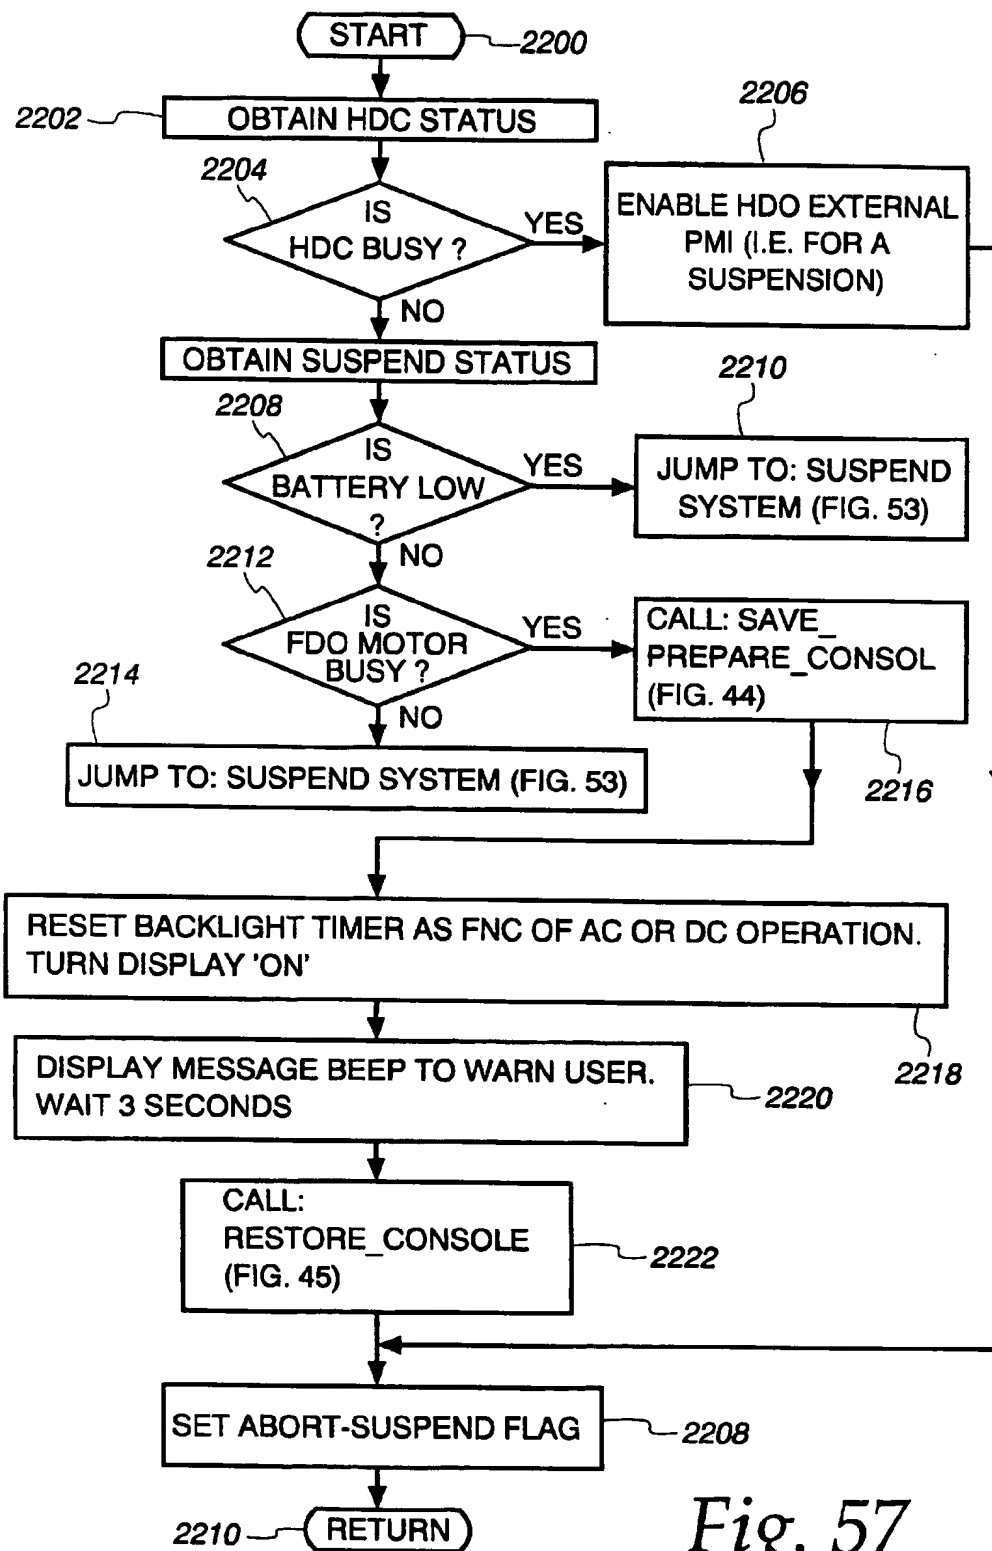 START
2200
2202
OBTAIN HDC STATUS
2204
IS
HDC BUSY ?
YES
2206
ENABLE HDO EXTERNAL
PMI (I.E. FOR A
SUSPENSION)
NO
OBTAIN SUSPEND STATUS
2208
IS
BATTERY LOW
?
YES
2210
JUMP TO: SUSPEND
SYSTEM (FIG. 53)
NO
2212
IS
FDO MOTOR
BUSY ?
YES
CALL: SAVE_
PREPARE_CONSOL
(FIG. 44)
2216
NO
2214
JUMP TO: SUSPEND SYSTEM (FIG. 53)
RESET BACKLIGHT TIMER AS FNC OF AC OR DC OPERATION.
TURN DISPLAY 'ON'
2218
DISPLAY MESSAGE BEEP TO WARN USER.
WAIT 3 SECONDS
2220
CALL:
RESTORE_CONSOLE
(FIG. 45)
2222
SET ABORT-SUSPEND FLAG
2208
2210
RETURN
Fig. 57